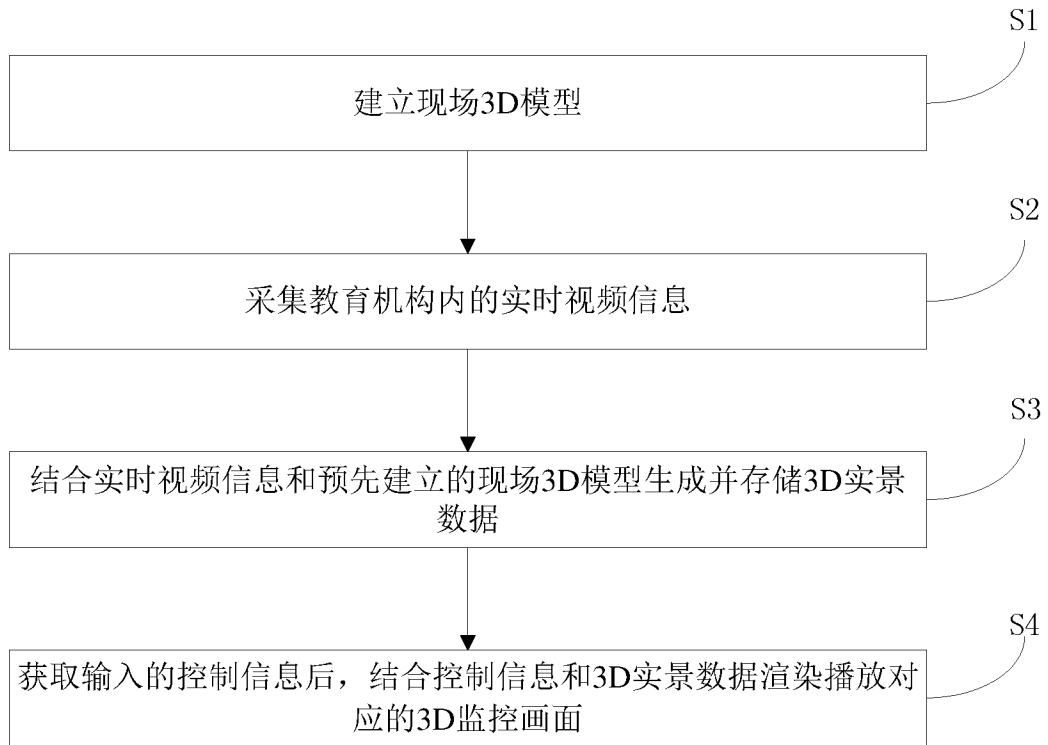 S1
建立现场3D模型
S2
采集教育机构内的实时视频信息
S3
结合实时视频信息和预先建立的现场3D模型生成并存储3D实景
数据
S4
获取输入的控制信息后，结合控制信息和3D实景数据渲染播放对
应的3D监控画面